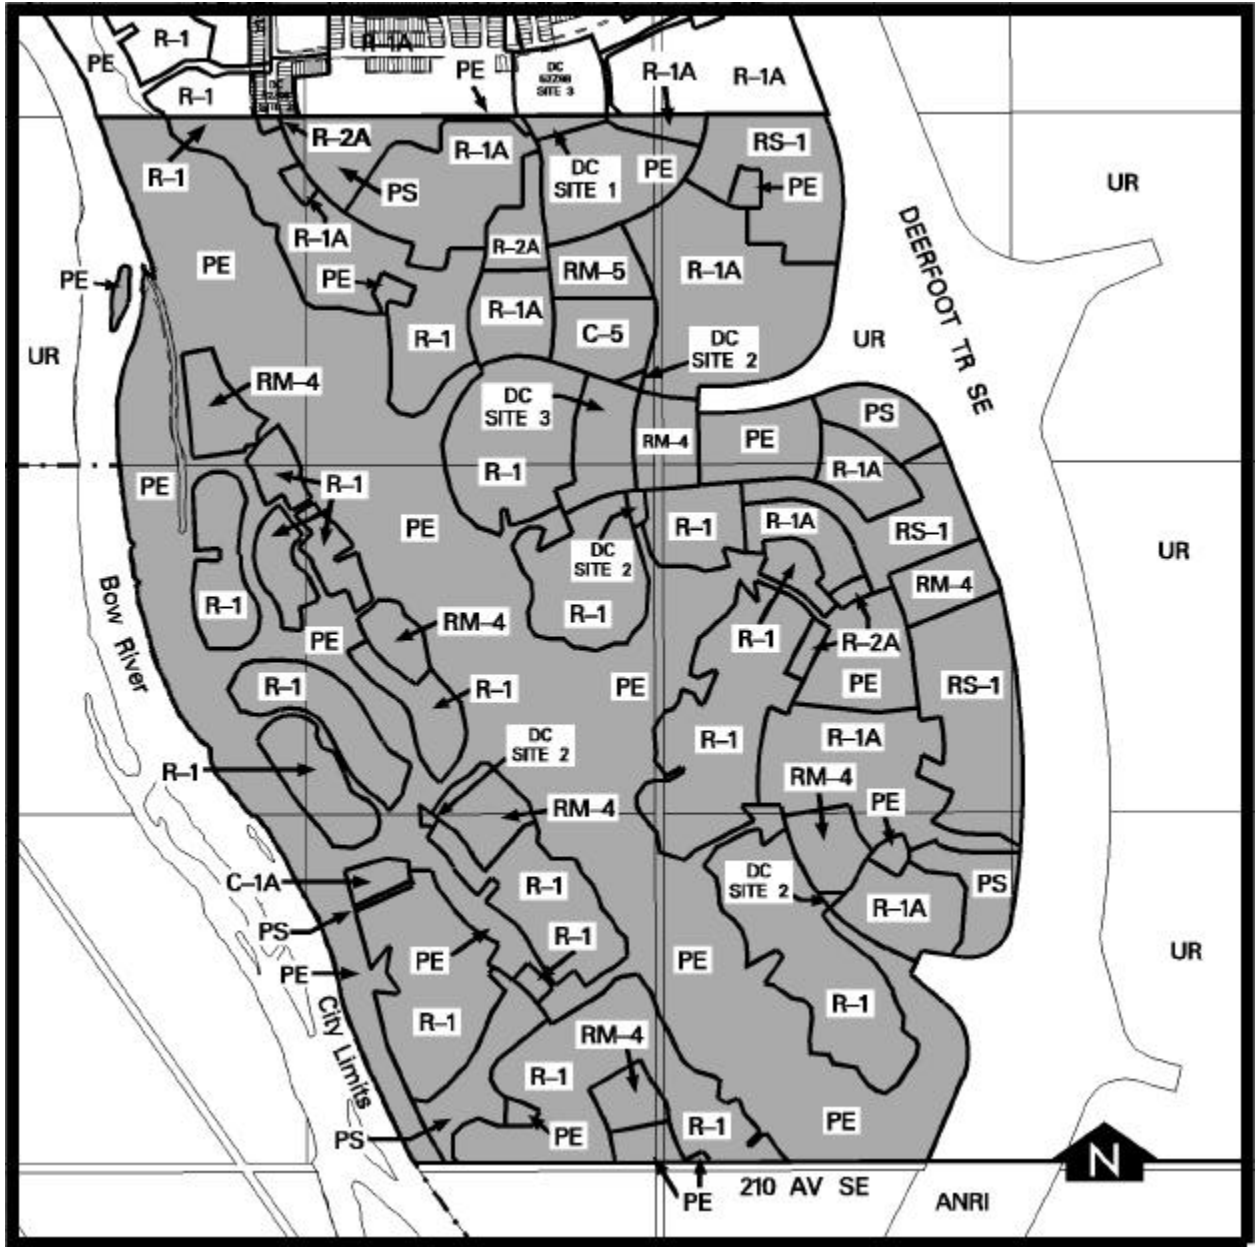 R-1
R-1A
PE
PE
DC
SITE 3
R-1A
R-1A
R-1
DC
R-2A
R-1A
RS-1
R-1
DC
SITE 1
PE
PE
PS
UR
R-1A
R-2A
PE
PE
PE
RM-5
R-1A
DEERFOOT TR SE
R-1A
C-5
R-1
DC
SITE 2
UR
UR
RM-4
DC
SITE 3
PS
RM-4
PE
R-1
R-1A
PE
R-1
PE
R-1
R-1A
RS-1
UR
DC
SITE 2
RM-4
R-1
R-1
RM-4
PE
R-1
R-2A
Bow River
R-1
R-1
PE
PE
RS-1
DC
SITE 2
R-1
R-1A
R-1
RM-4
RM-4
PE
C-1A
R-1
DC
SITE 2
PS
R-1A
PS
R-1
PE
PE
PE
UR
City Limits
R-1
R-1
RM-4
R-1
PS
PE
R-1
PE
N
PE
210 AV SE
ANRI